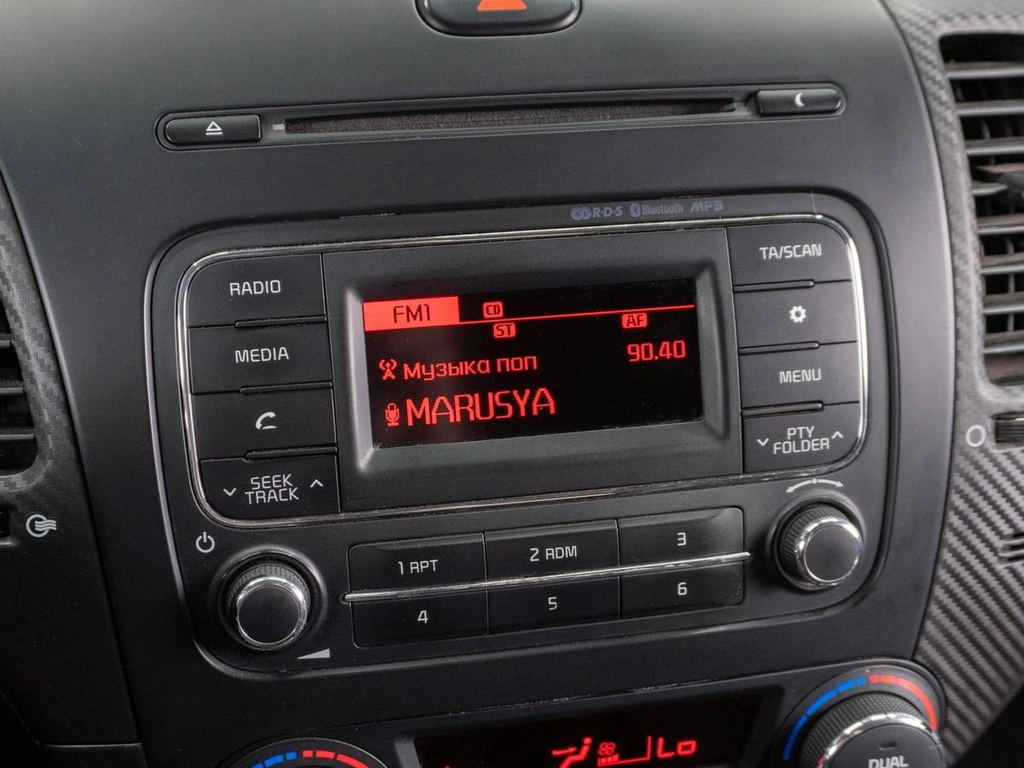 R·D·S Bluetooth MP3
RADIO
MEDIA
SEEK
TRACK
FM1 CD
ST AF
Музыка поп 90.40
MARUSYA
TA/SCAN
MENU
PTY
FOLDER
1 RPT 2 RDM 3
4 5 6
Lo
DUAL